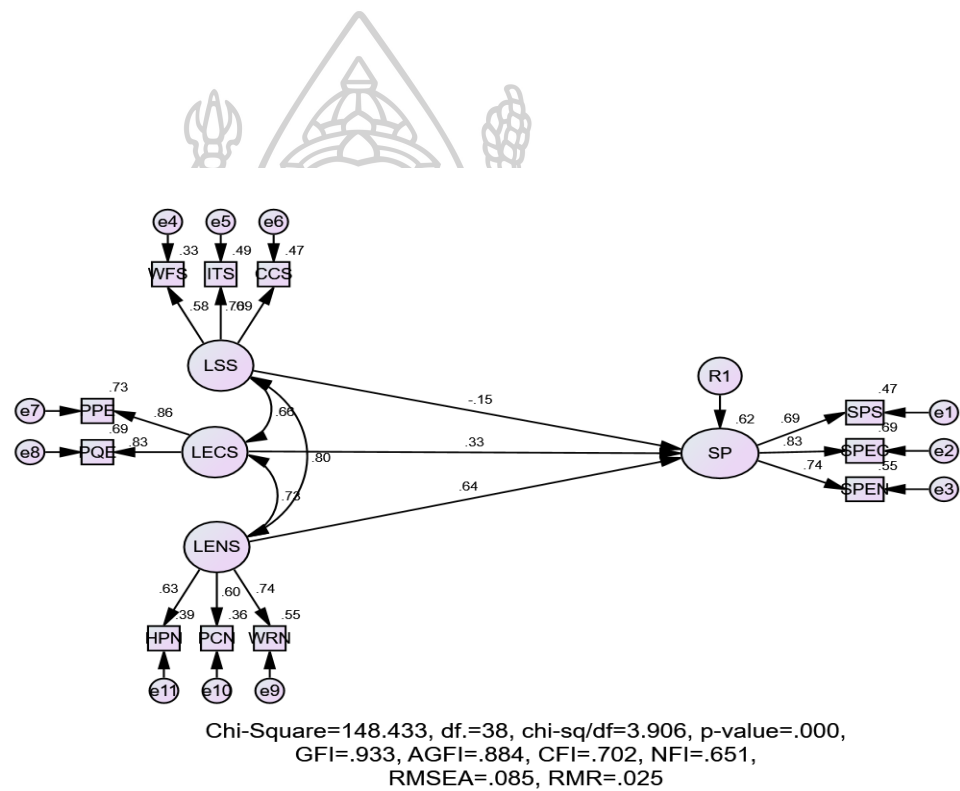 e4 e5 e6
.33 .49 .47
WFS ITS CCS
.58 .70 .69
LSS
R1
.73
.47
e7 PPE .86
-.15
.62 .69 SPS e1
.66
.69
.69
e8 PQE .83 LECS
.33
SP .83 SPEC e2
.80
.74 .55
SPEN e3
.73
.64
LENS
.63 .60 .74
.39 .36 .55
HPN PCN WRN
e11 e10 e9
Chi-Square=148.433, df.=38, chi-sq/df=3.906, p-value=.000,
GFI=.933, AGFI=.884, CFI=.702, NFI=.651,
RMSEA=.085, RMR=.025